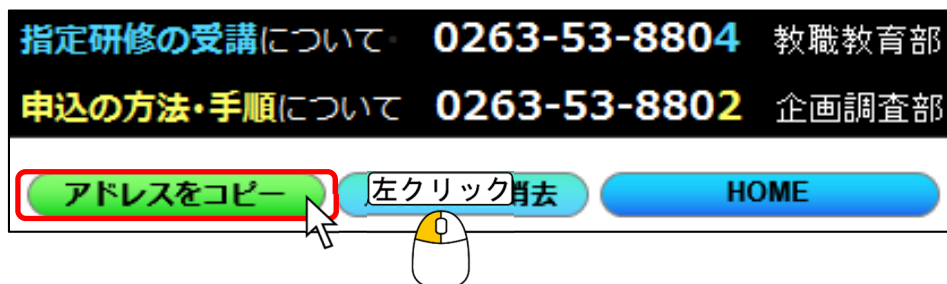 指定研修の受講について 0263-53-8804 教職教育部
申込の方法・手順について 0263-53-8802 企画調査部
アドレスをコピー 左クリック 消去 HOME